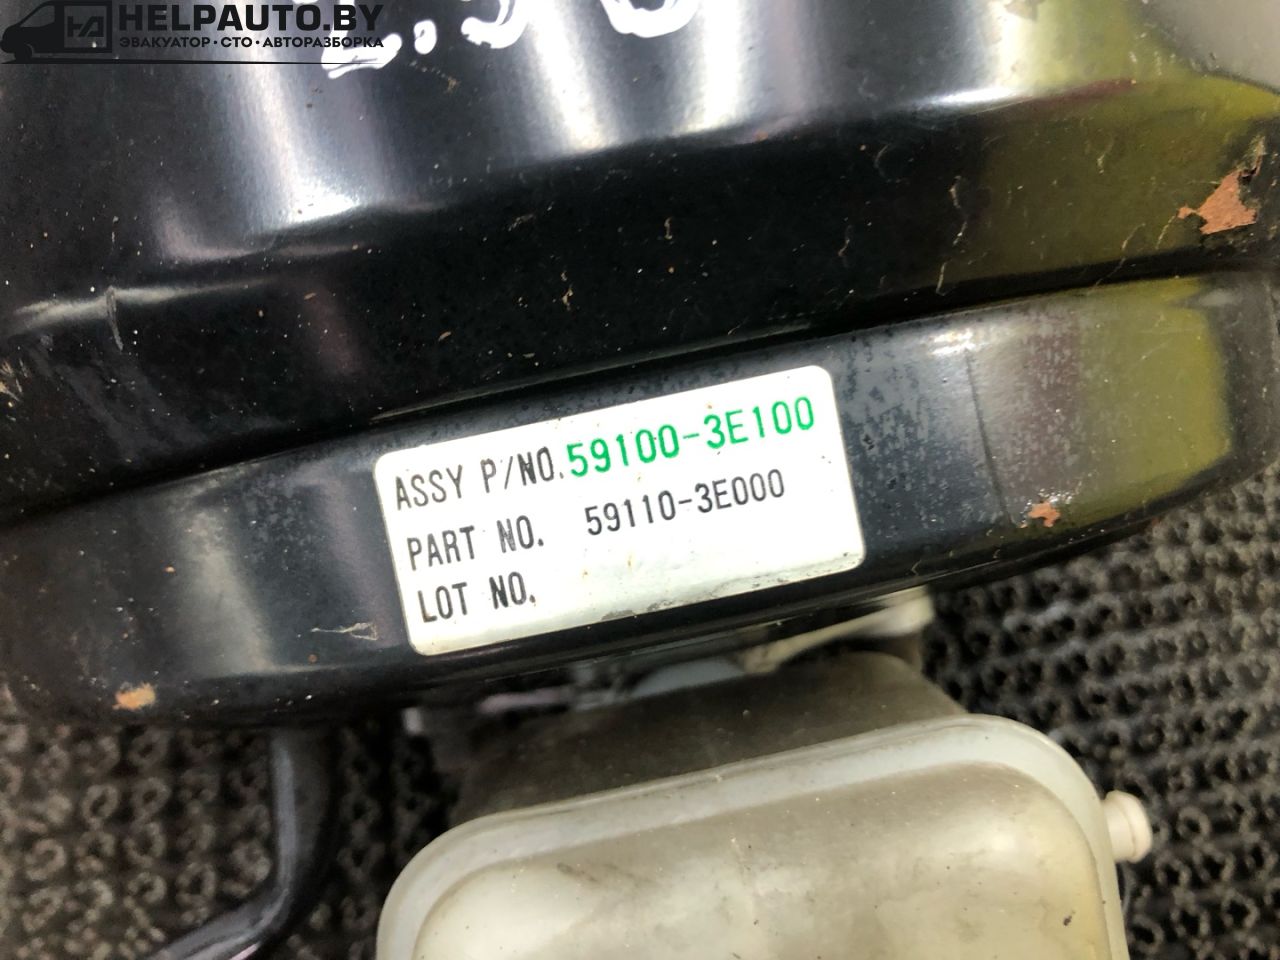 HELPAUTO.BY
ЭВАКУАТОР • СТО • АВТОРАЗБОРКА
ASSY P/NO. 59100-3E100
PART NO. 59110-3E000
LOT NO.